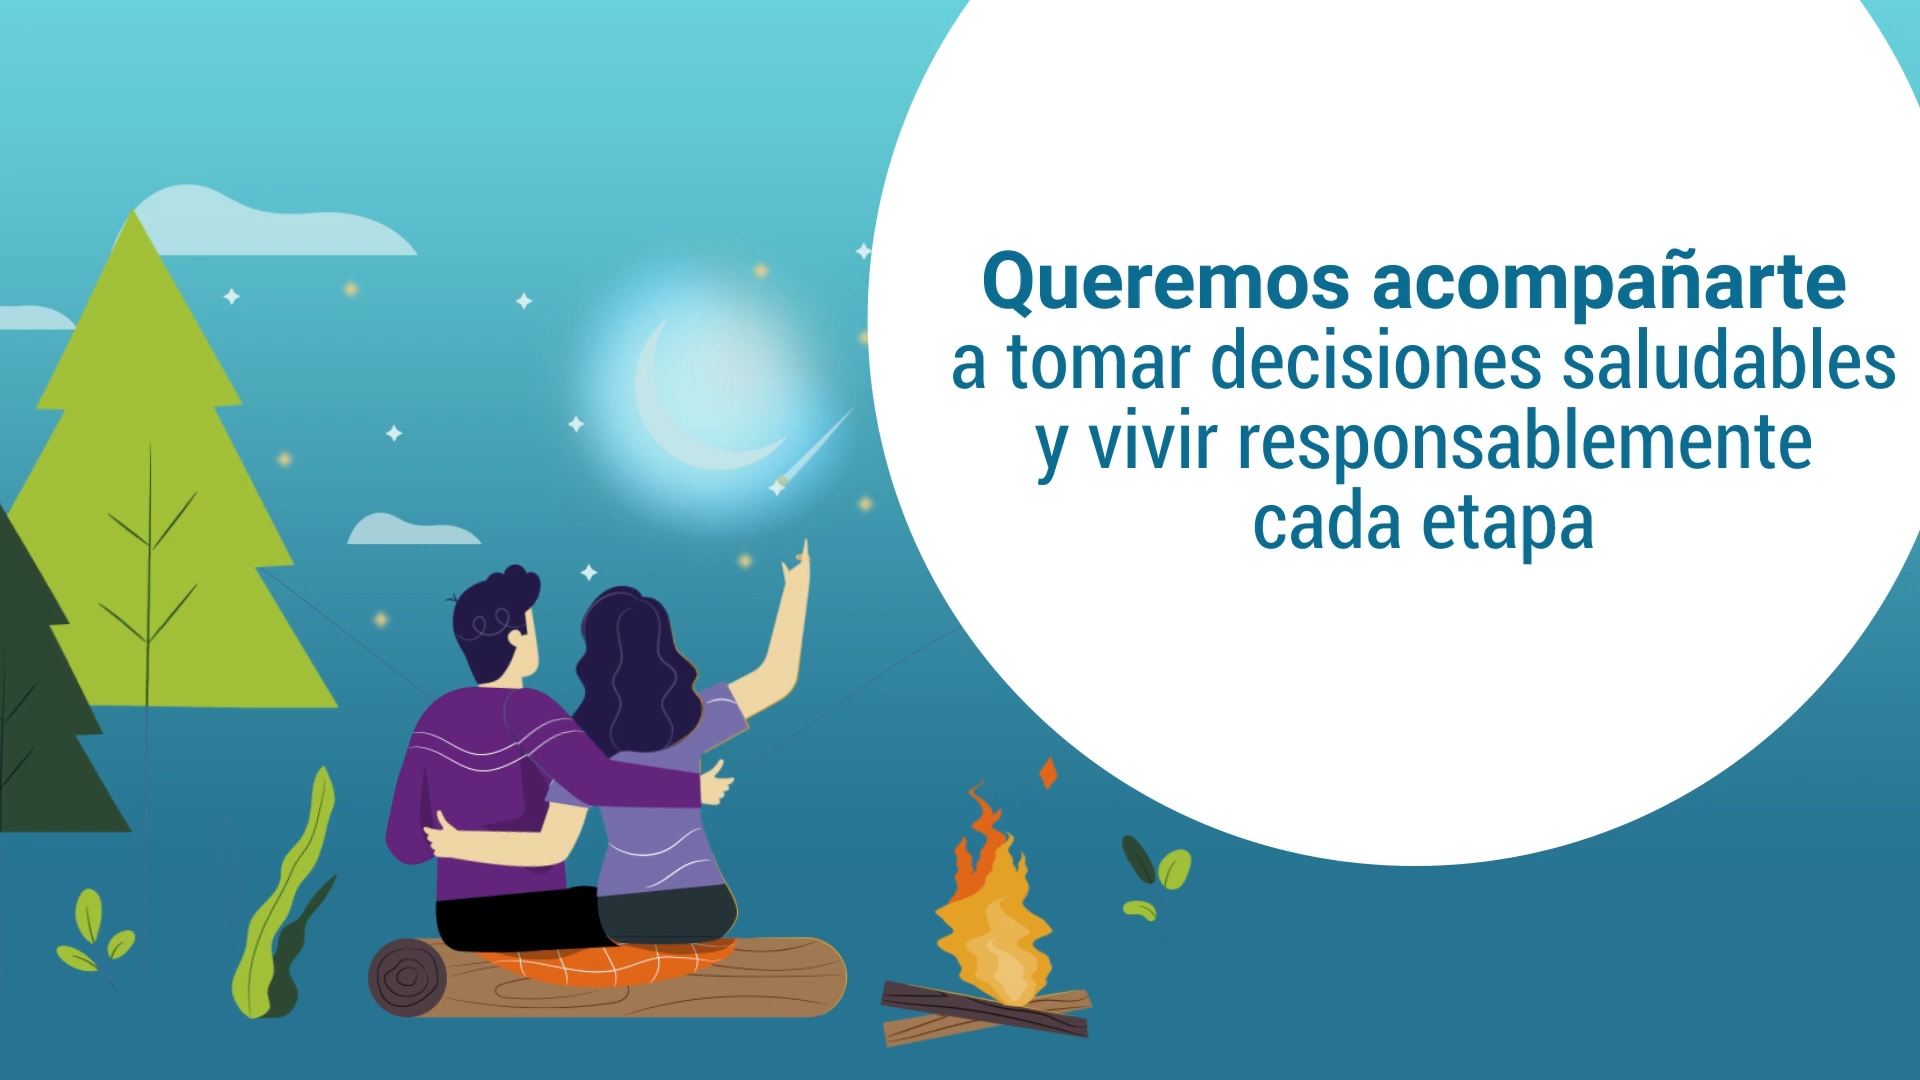 Queremos acompañarte
a tomar decisiones saludables
y vivir responsablemente
cada etapa